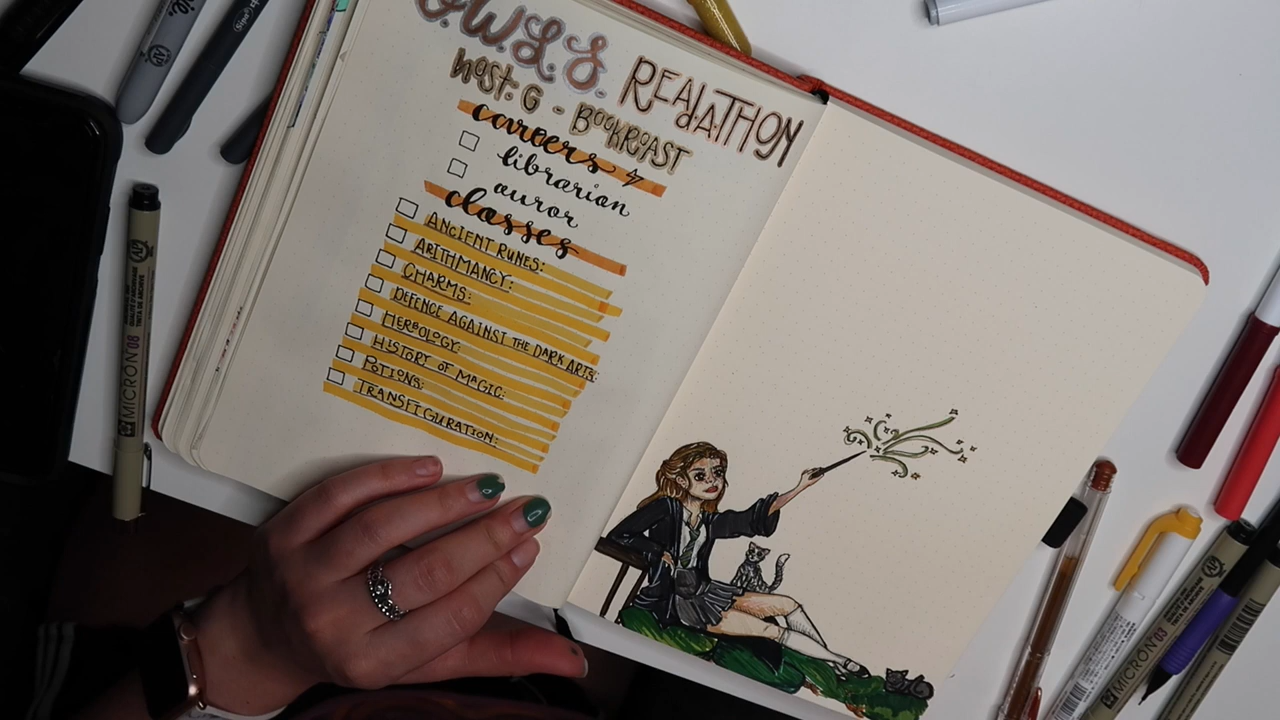 O.W.L.S. READATHON
HOST: G - BOOKROAST
careers
librarian
auror
classes
ANCIENT RUNES:
ARITHMANCY:
CHARMS:
DEFENCE AGAINST THE DARK ARTS:
HERBOLOGY:
HISTORY OF MAGIC:
POTIONS:
TRANSFIGURATION:
MICRON 08
MICRON 03